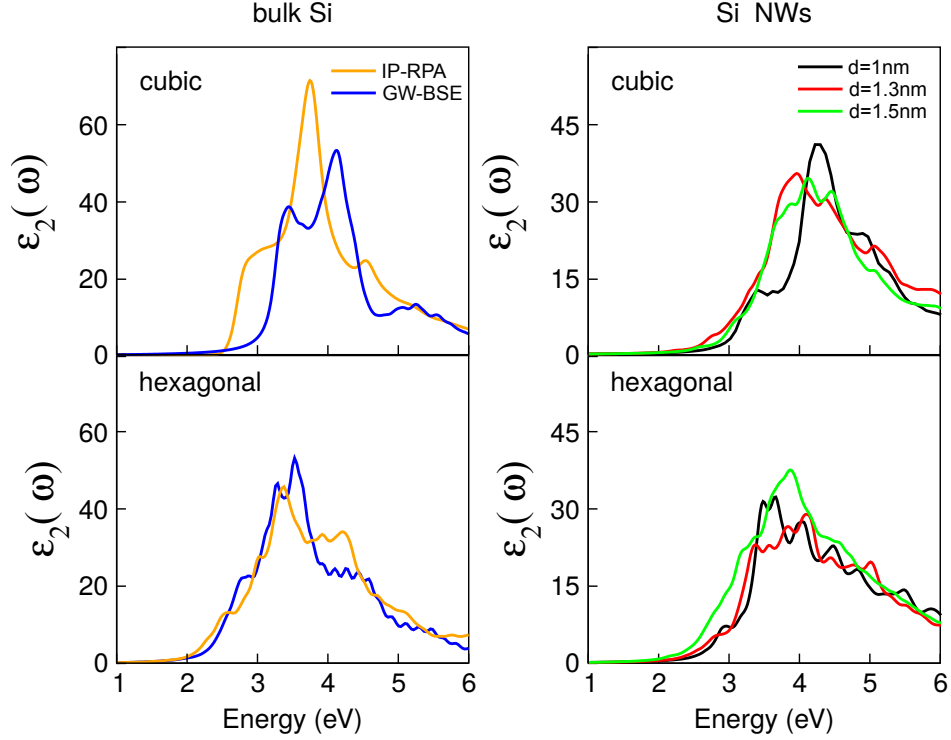 bulk Si
Si NWs
cubic
IP-RPA
GW-BSE
ε₂(ω)
60
40
20
0
cubic
d=1nm
d=1.3nm
d=1.5nm
ε₂(ω)
45
30
15
0
hexagonal
ε₂(ω)
60
40
20
0
1 2 3 4 5 6
Energy (eV)
hexagonal
ε₂(ω)
45
30
15
0
1 2 3 4 5 6
Energy (eV)